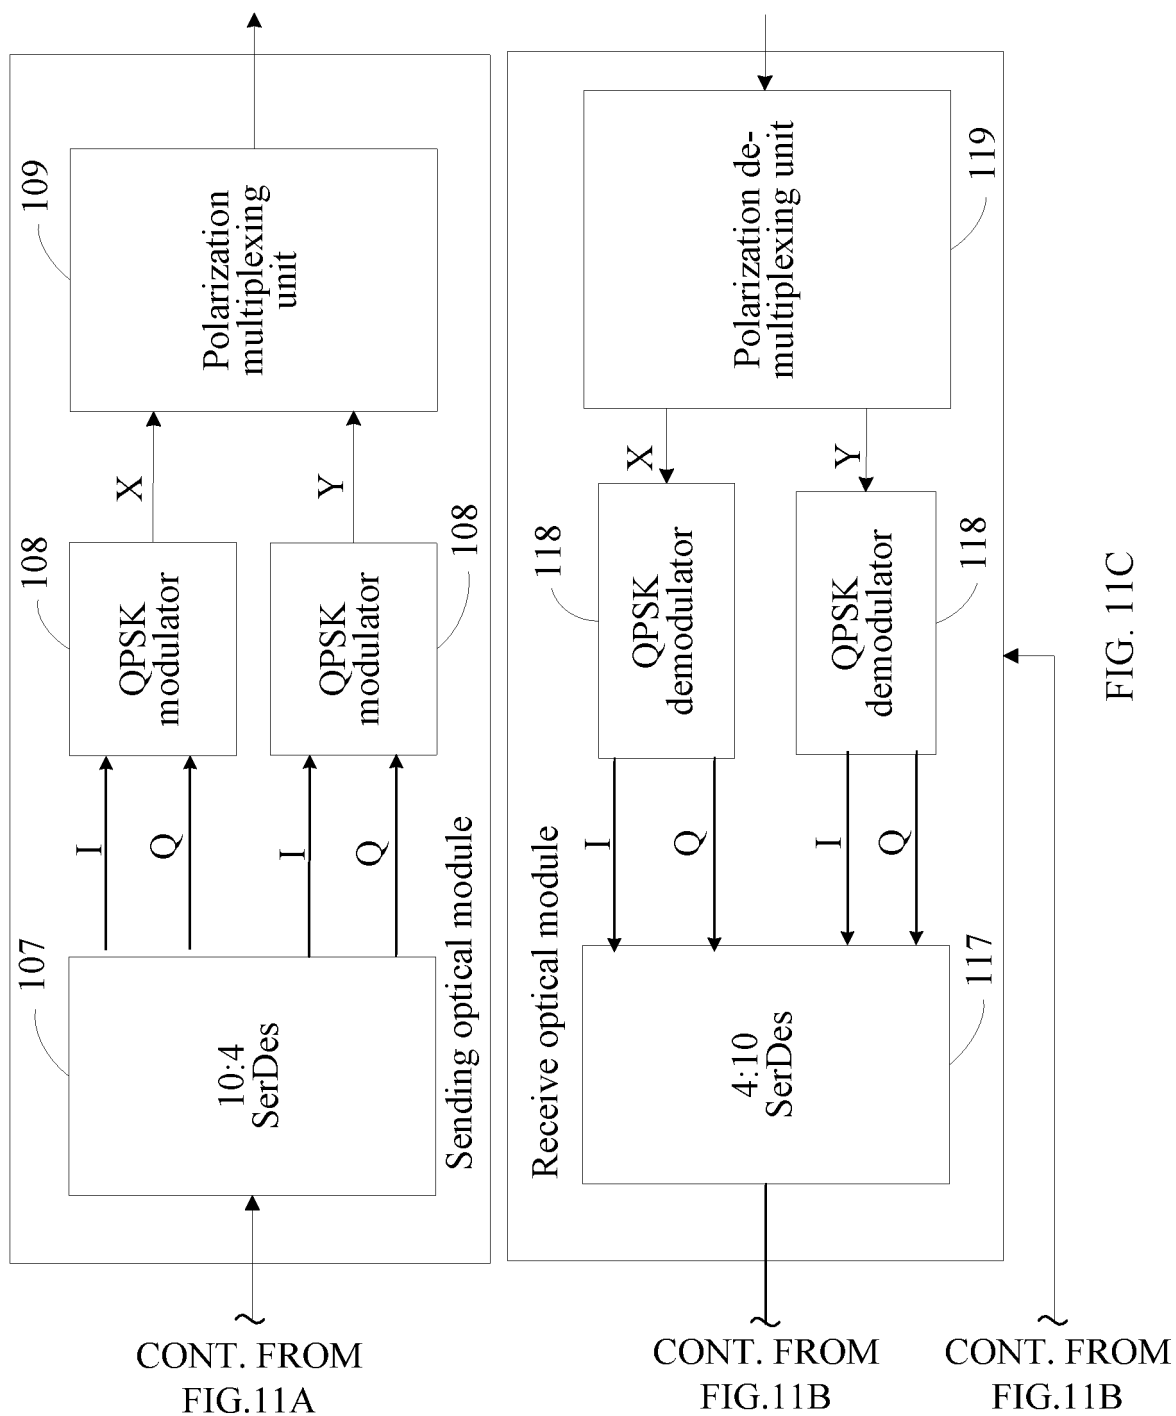 109
Polarization
multiplexing
unit
X
Y
108
QPSK
modulator
108
QPSK
modulator
I
Q
I
Q
107
10:4
SerDes
Sending optical module
CONT. FROM
FIG.11A
119
Polarization de-
multiplexing unit
X
Y
118
QPSK
demodulator
118
QPSK
demodulator
I
Q
I
Q
117
4:10
SerDes
Receive optical module
CONT. FROM
FIG.11B
CONT. FROM
FIG.11B
FIG. 11C